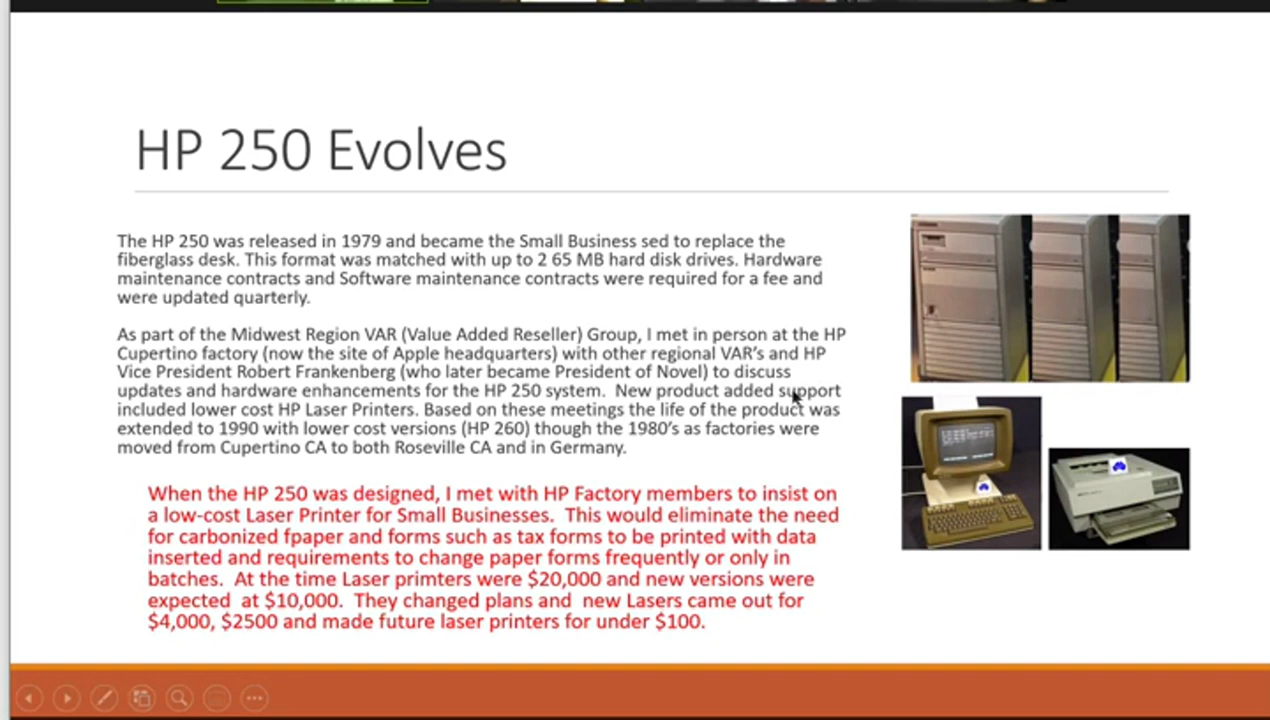 HP 250 Evolves
The HP 250 was released in 1979 and became the Small Business sed to replace the
fiberglass desk. This format was matched with up to 2 65 MB hard disk drives. Hardware
maintenance contracts and Software maintenance contracts were required for a fee and
were updated quarterly.
As part of the Midwest Region VAR (Value Added Reseller) Group, I met in person at the HP
Cupertino factory (now the site of Apple headquarters) with other regional VAR's and HP
Vice President Robert Frankenberg (who later became President of Novel) to discuss
updates and hardware enhancements for the HP 250 system.  New product added support
included lower cost HP Laser Printers. Based on these meetings the life of the product was
extended to 1990 with lower cost versions (HP 260) though the 1980's as factories were
moved from Cupertino CA to both Roseville CA and in Germany.
When the HP 250 was designed, I met with HP Factory members to insist on
a low-cost Laser Printer for Small Businesses.  This would eliminate the need
for carbonized fpaper and forms such as tax forms to be printed with data
inserted and requirements to change paper forms frequently or only in
batches.  At the time Laser primters were $20,000 and new versions were
expected  at $10,000.  They changed plans and  new Lasers came out for
$4,000, $2500 and made future laser printers for under $100.